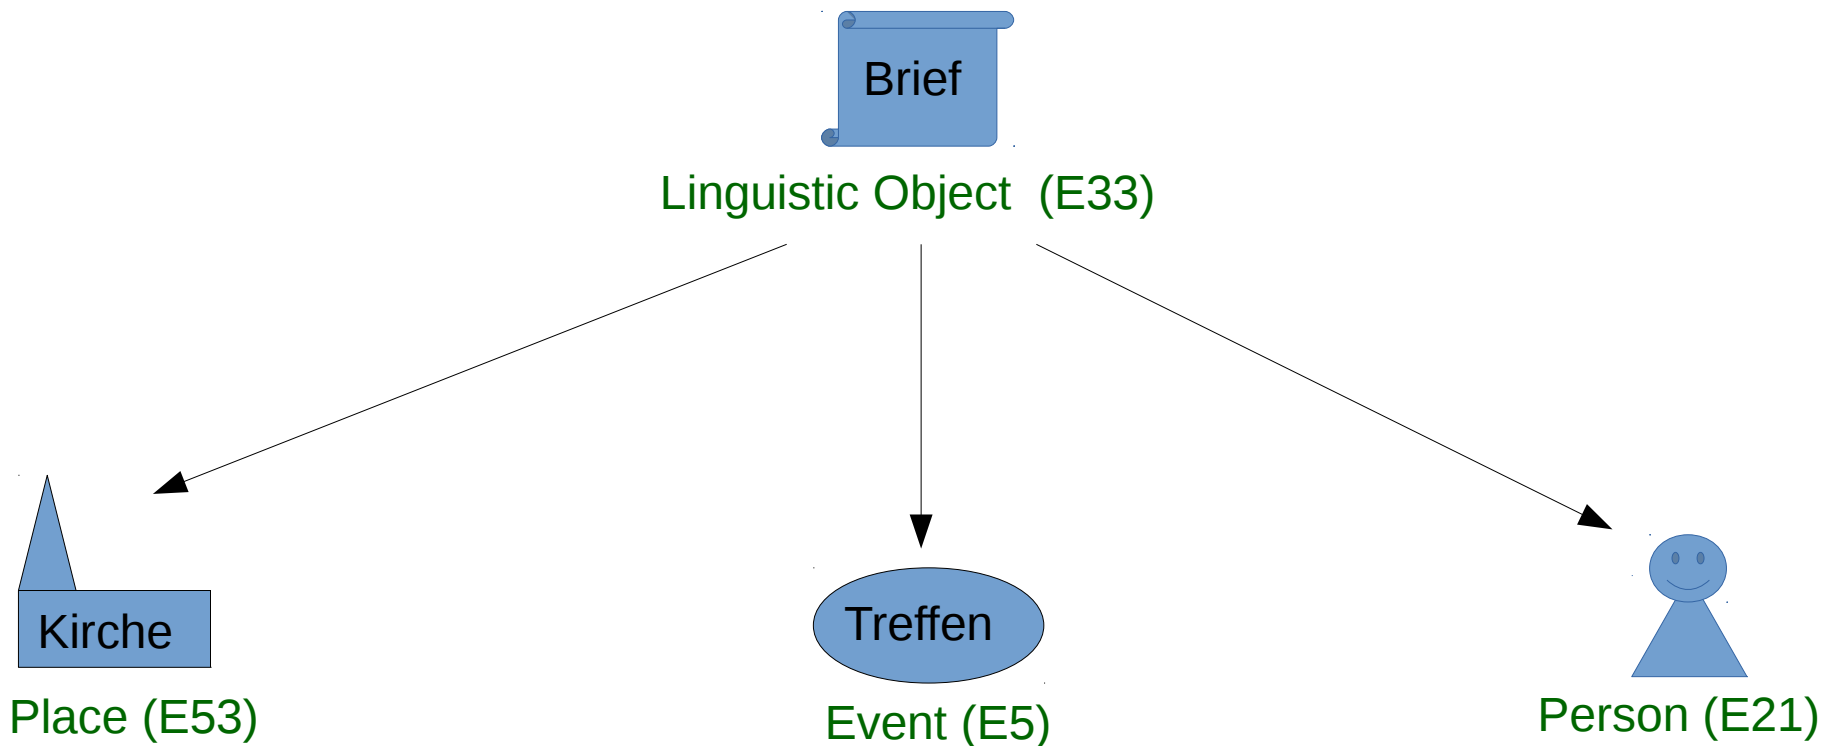 Brief
Linguistic Object (E33)
Kirche
Place (E53)
Treffen
Event (E5)
Person (E21)